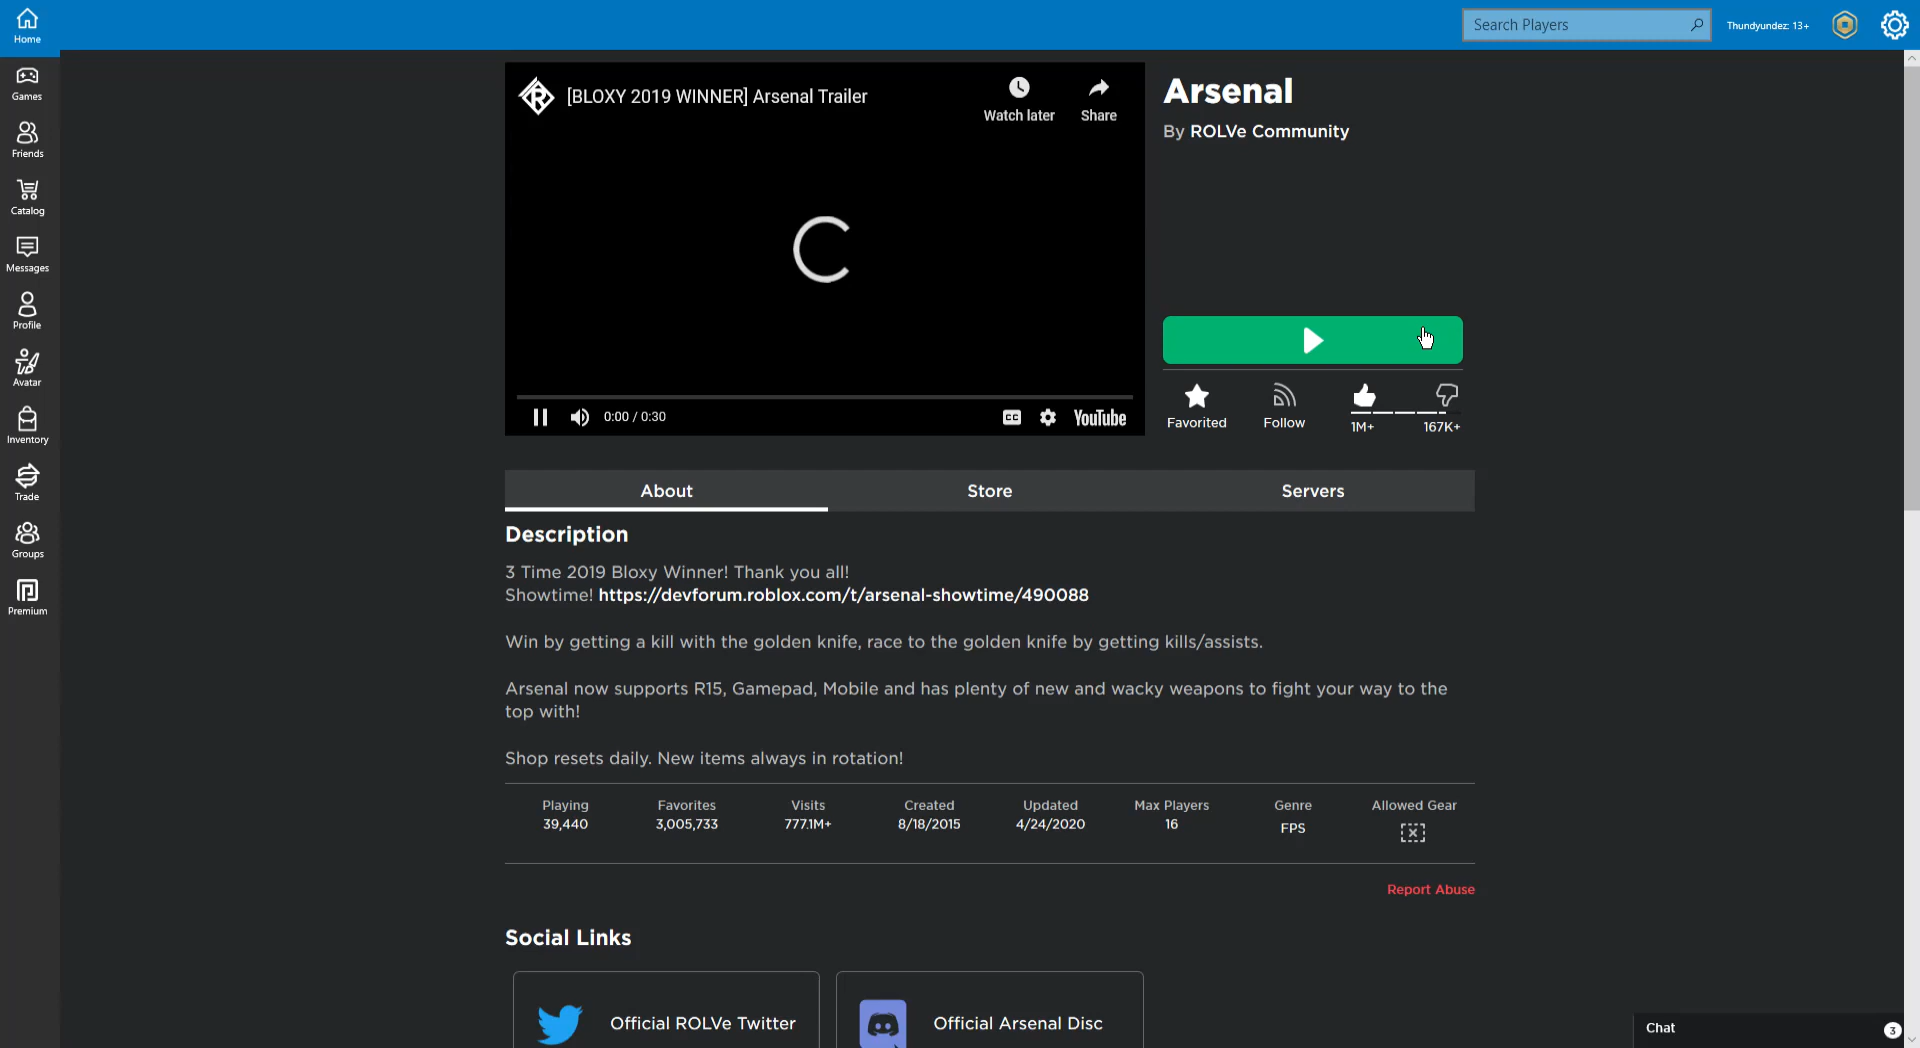 Home
Search Players
Thundyundez: 13+
Games
Friends
Catalog
Messages
Profile
Avatar
Inventory
Trade
Groups
Premium
[BLOXY 2019 WINNER] Arsenal Trailer
Watch later
Share
0:00 / 0:30
CC
YouTube
Arsenal
By ROLVe Community
Favorited
Follow
1M+
167K+
About
Store
Servers
Description
3 Time 2019 Bloxy Winner! Thank you all!
Showtime! https://devforum.roblox.com/t/arsenal-showtime/490088
Win by getting a kill with the golden knife, race to the golden knife by getting kills/assists.
Arsenal now supports R15, Gamepad, Mobile and has plenty of new and wacky weapons to fight your way to the
top with!
Shop resets daily. New items always in rotation!
Playing Favorites Visits Created Updated Max Players Genre Allowed Gear
39,440 3,005,733 777.1M+ 8/18/2015 4/24/2020 16 FPS
Report Abuse
Social Links
Official ROLVe Twitter
Official Arsenal Disc
Chat
3